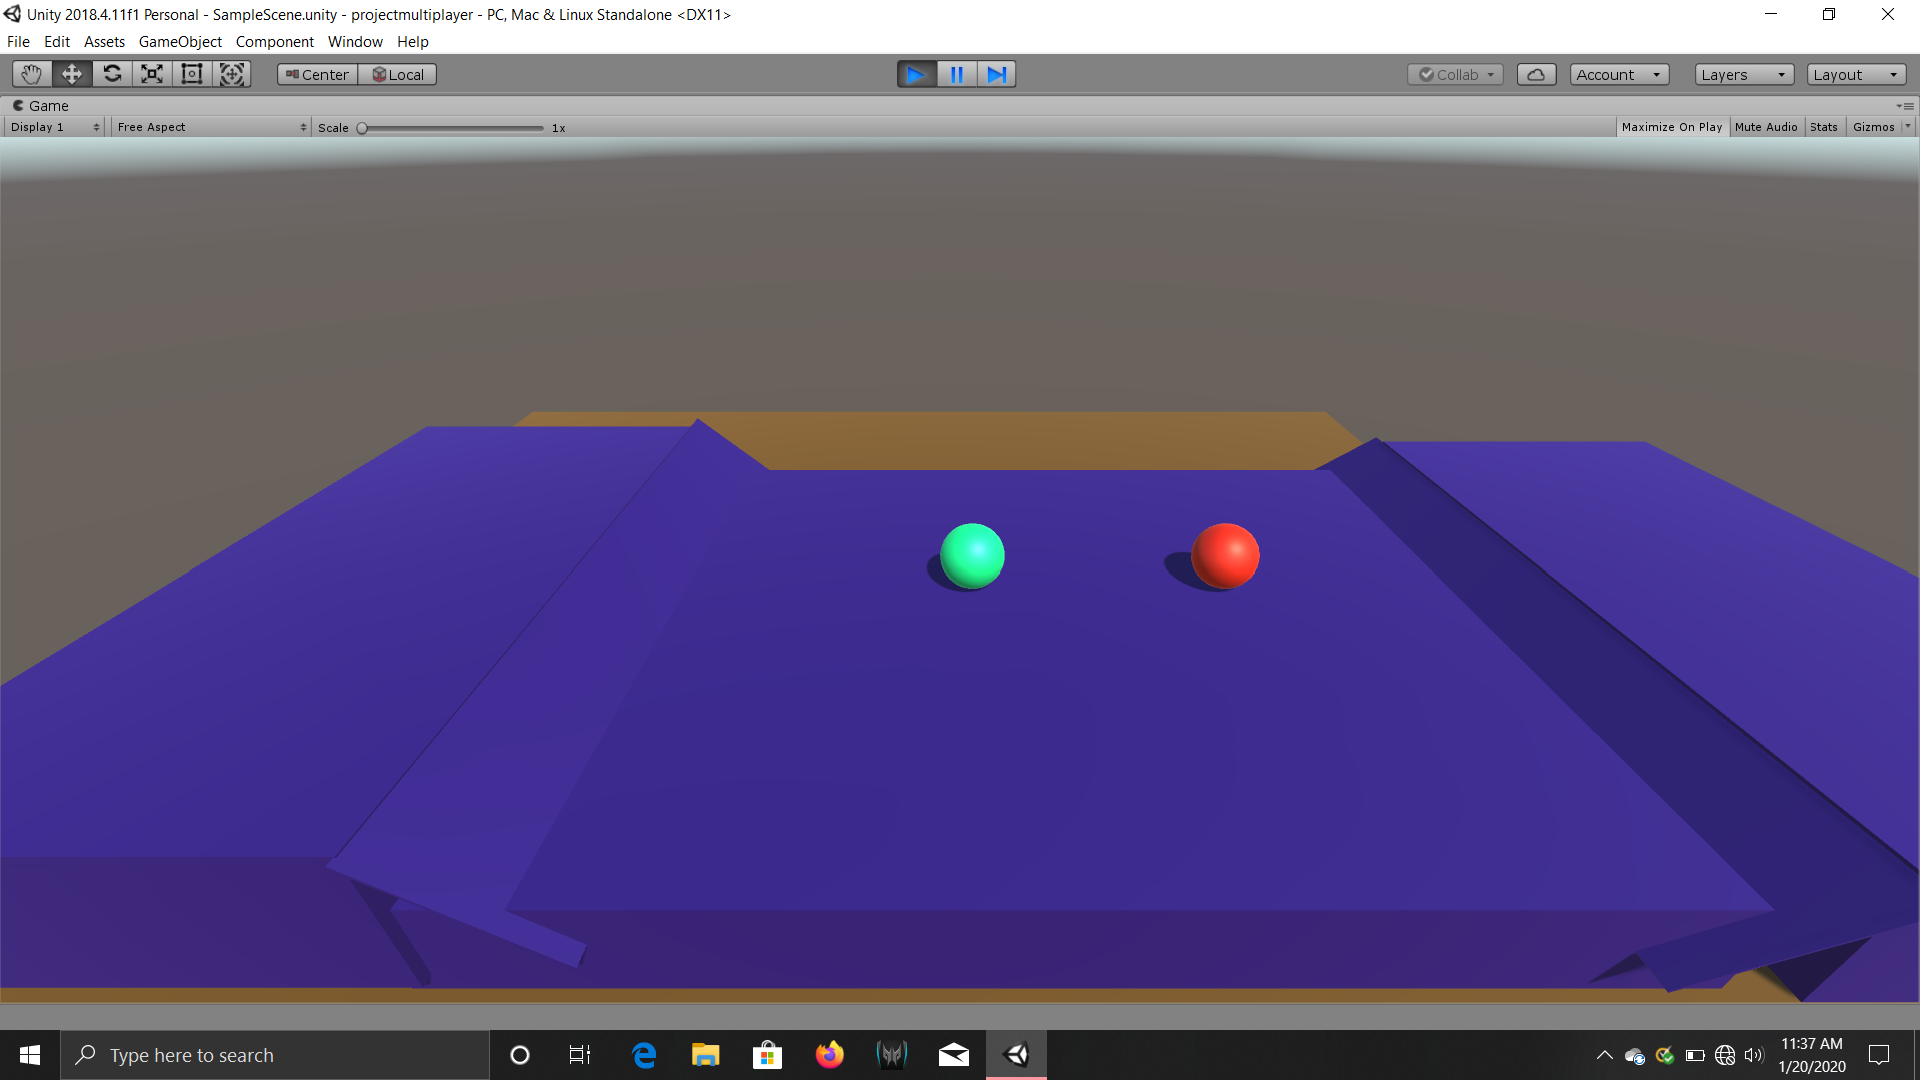 Unity 2018.4.11f1 Personal - SampleScene.unity - projectmultiplayer - PC, Mac & Linux Standalone <DX11>
File Edit Assets GameObject Component Window Help
Center Local Collab Account Layers Layout
Game
Display 1 Free Aspect Scale 1x Maximize On Play Mute Audio Stats Gizmos
Type here to search
11:37 AM
1/20/2020